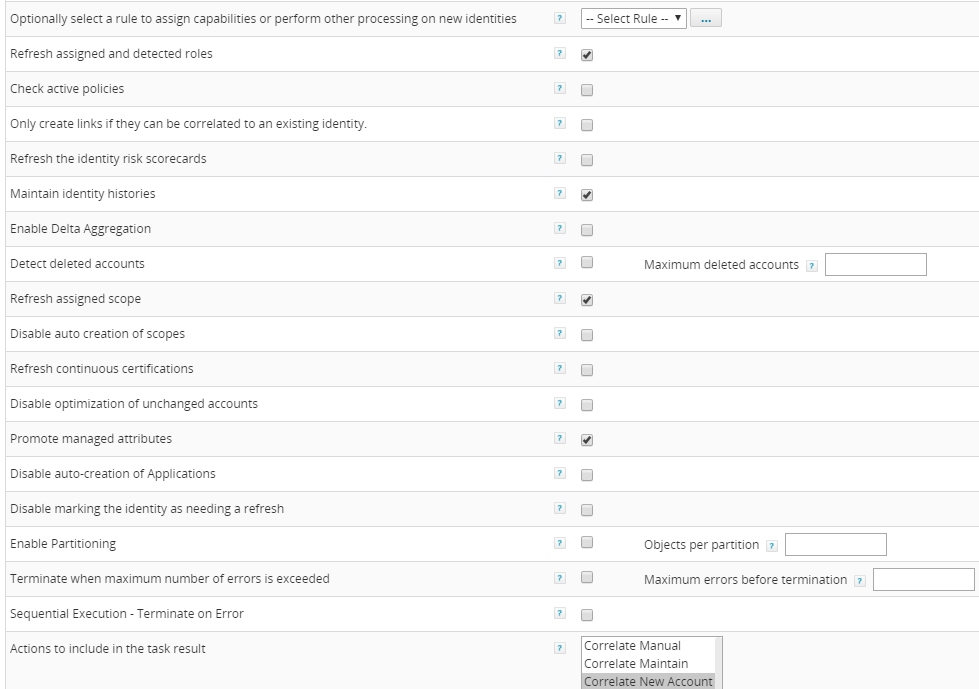 Optionally select a rule to assign capabilities or perform other processing on new identities ? -- Select Rule -- ▼ ...
Refresh assigned and detected roles ?
Check active policies ?
Only create links if they can be correlated to an existing identity. ?
Refresh the identity risk scorecards ?
Maintain identity histories ?
Enable Delta Aggregation ?
Detect deleted accounts ? Maximum deleted accounts ?
Refresh assigned scope ?
Disable auto creation of scopes ?
Refresh continuous certifications ?
Disable optimization of unchanged accounts ?
Promote managed attributes ?
Disable auto-creation of Applications ?
Disable marking the identity as needing a refresh ?
Enable Partitioning ? Objects per partition ?
Terminate when maximum number of errors is exceeded ? Maximum errors before termination ?
Sequential Execution - Terminate on Error ?
Actions to include in the task result ? Correlate Manual
Correlate Maintain
Correlate New Account